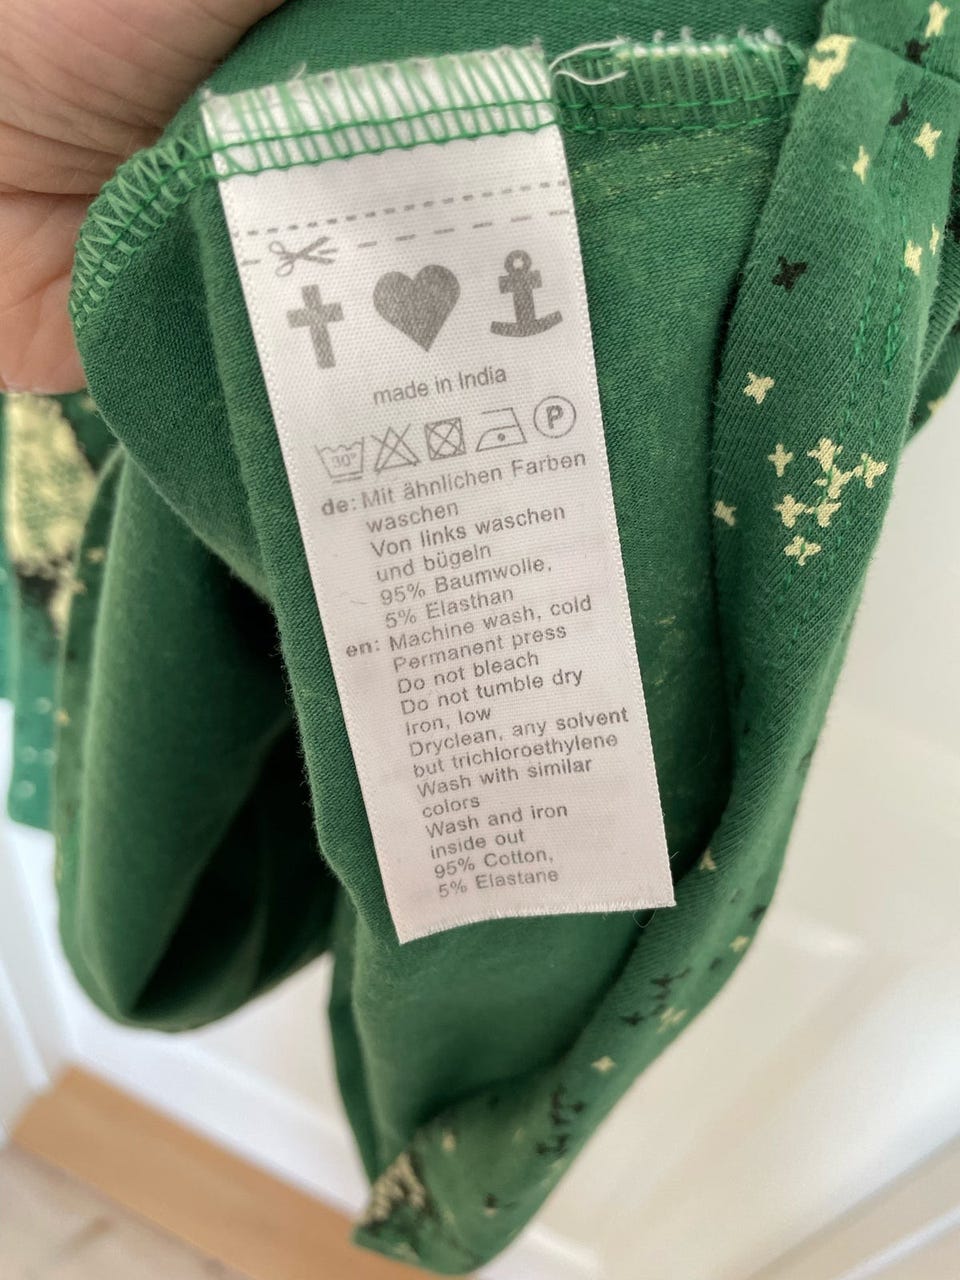 made in India
30° P
de: Mit ähnlichen Farben
waschen
Von links waschen
und bügeln
95% Baumwolle,
5% Elasthan
en: Machine wash, cold
Permanent press
Do not bleach
Do not tumble dry
Iron, low
Dryclean, any solvent
but trichloroethylene
Wash with similar
colors
Wash and iron
inside out
95% Cotton,
5% Elastane